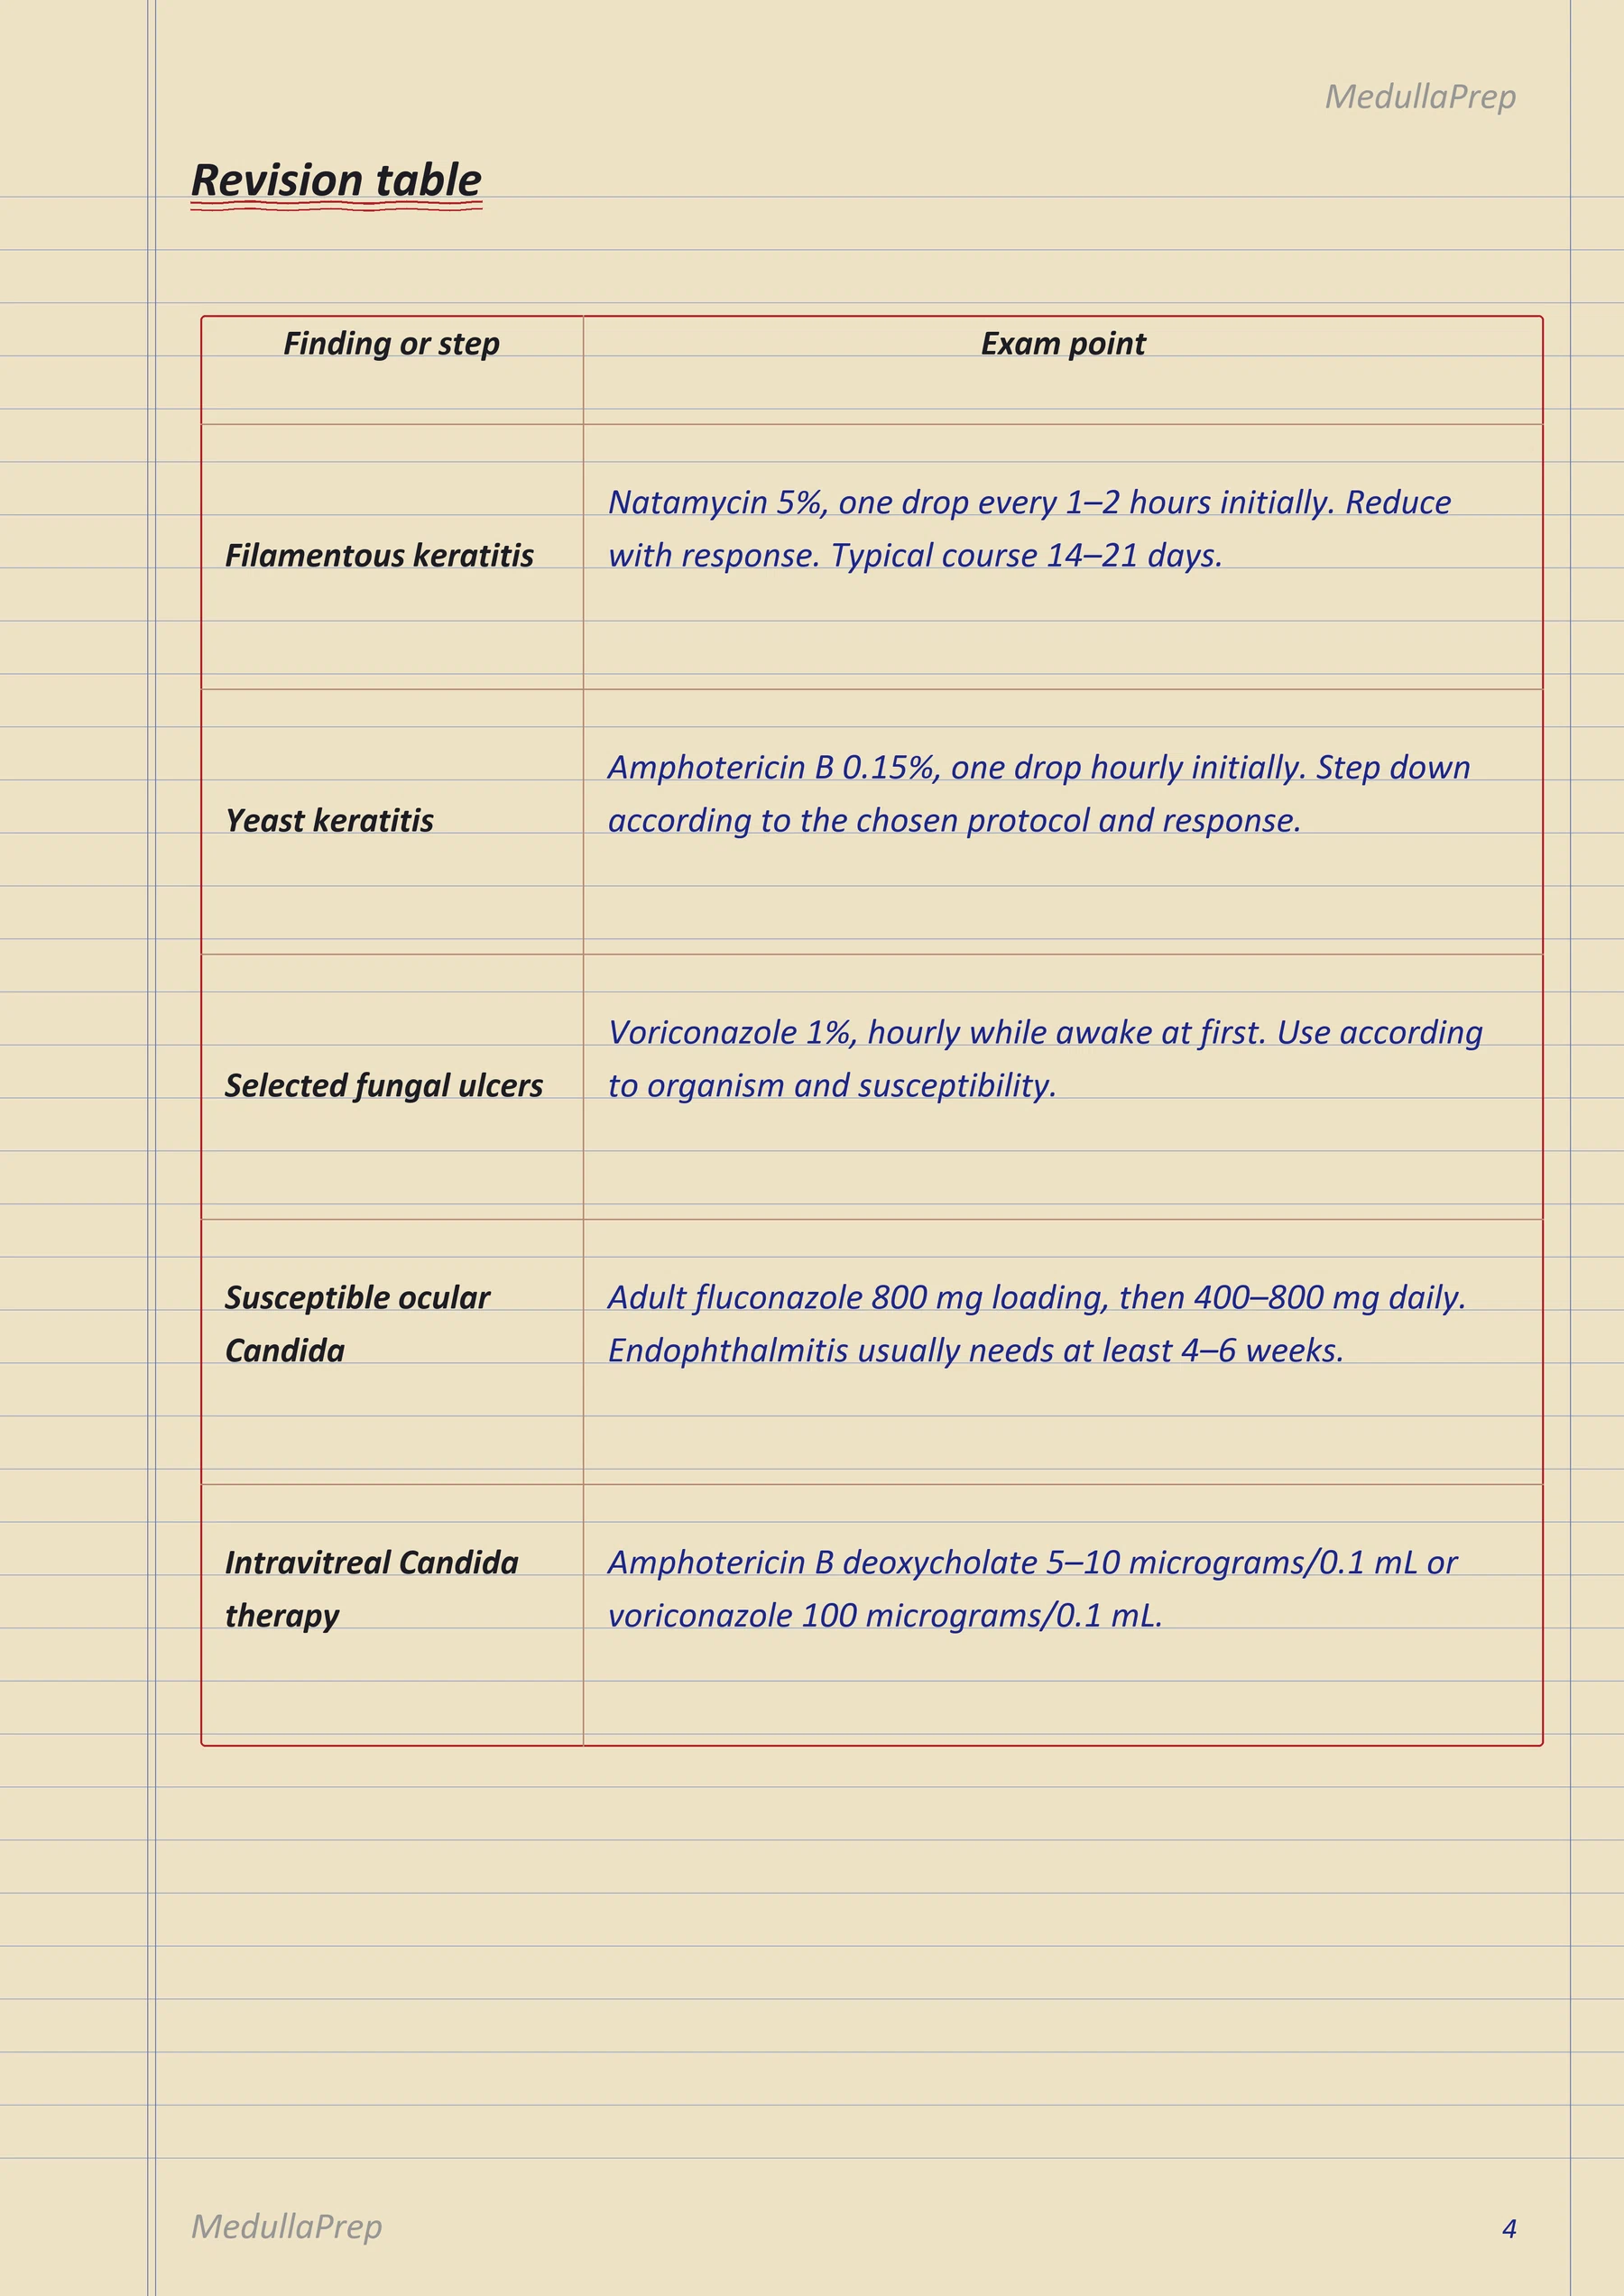 MedullaPrep
Revision table
Finding or step
Exam point
Filamentous keratitis
Natamycin 5%, one drop every 1–2 hours initially. Reduce
with response. Typical course 14–21 days.
Yeast keratitis
Amphotericin B 0.15%, one drop hourly initially. Step down
according to the chosen protocol and response.
Selected fungal ulcers
Voriconazole 1%, hourly while awake at first. Use according
to organism and susceptibility.
Susceptible ocular
Candida
Adult fluconazole 800 mg loading, then 400–800 mg daily.
Endophthalmitis usually needs at least 4–6 weeks.
Intravitreal Candida
therapy
Amphotericin B deoxycholate 5–10 micrograms/0.1 mL or
voriconazole 100 micrograms/0.1 mL.
MedullaPrep
4